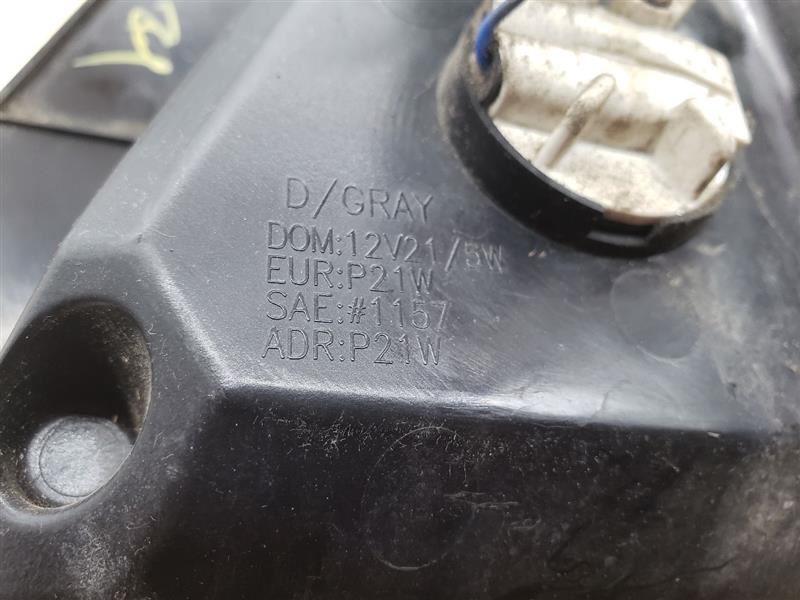 D/GRAY
DOM:12V21/5W
EUR:P21W
SAE:#1157
ADR:P21W